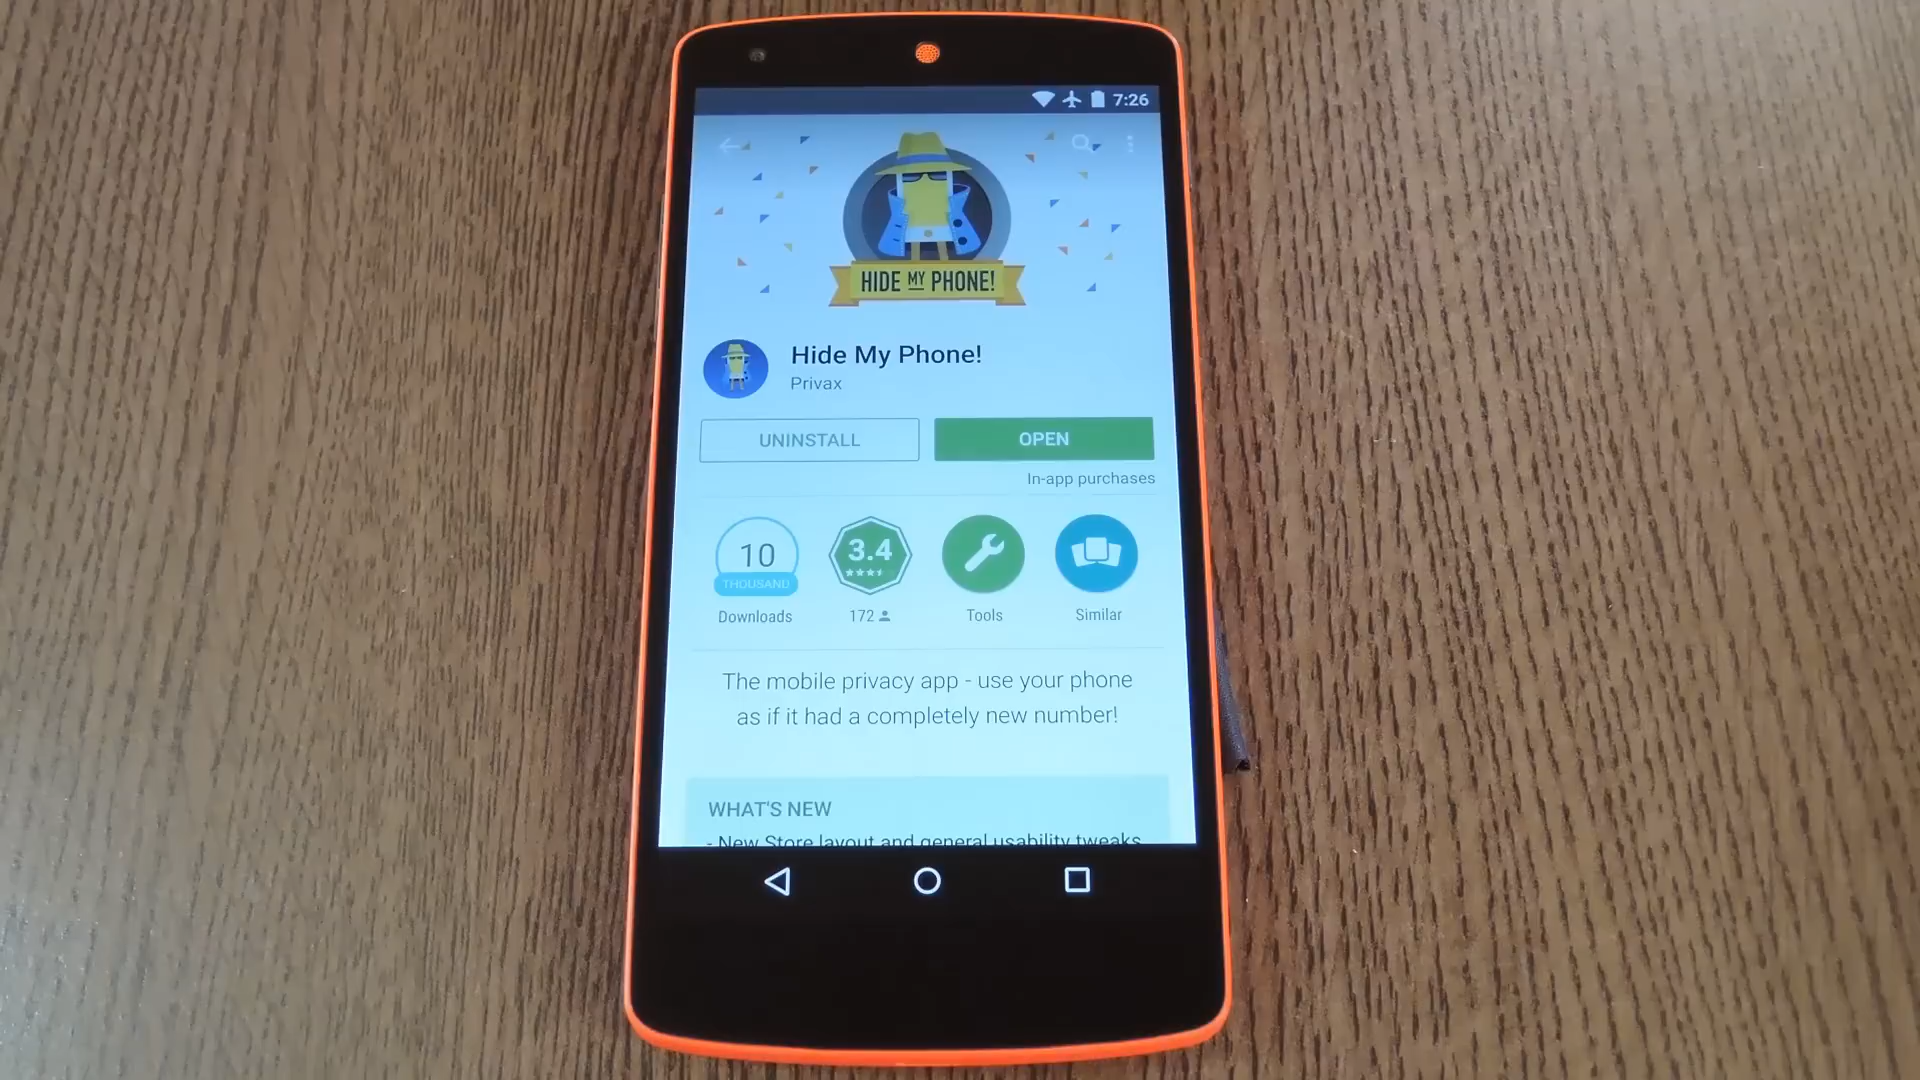 7:26
HIDE MY PHONE!
Hide My Phone!
Privax
UNINSTALL
OPEN
In-app purchases
10
THOUSAND
3.4
Downloads
172
Tools
Similar
The mobile privacy app - use your phone
as if it had a completely new number!
WHAT'S NEW
- New Store layout and general usability tweaks